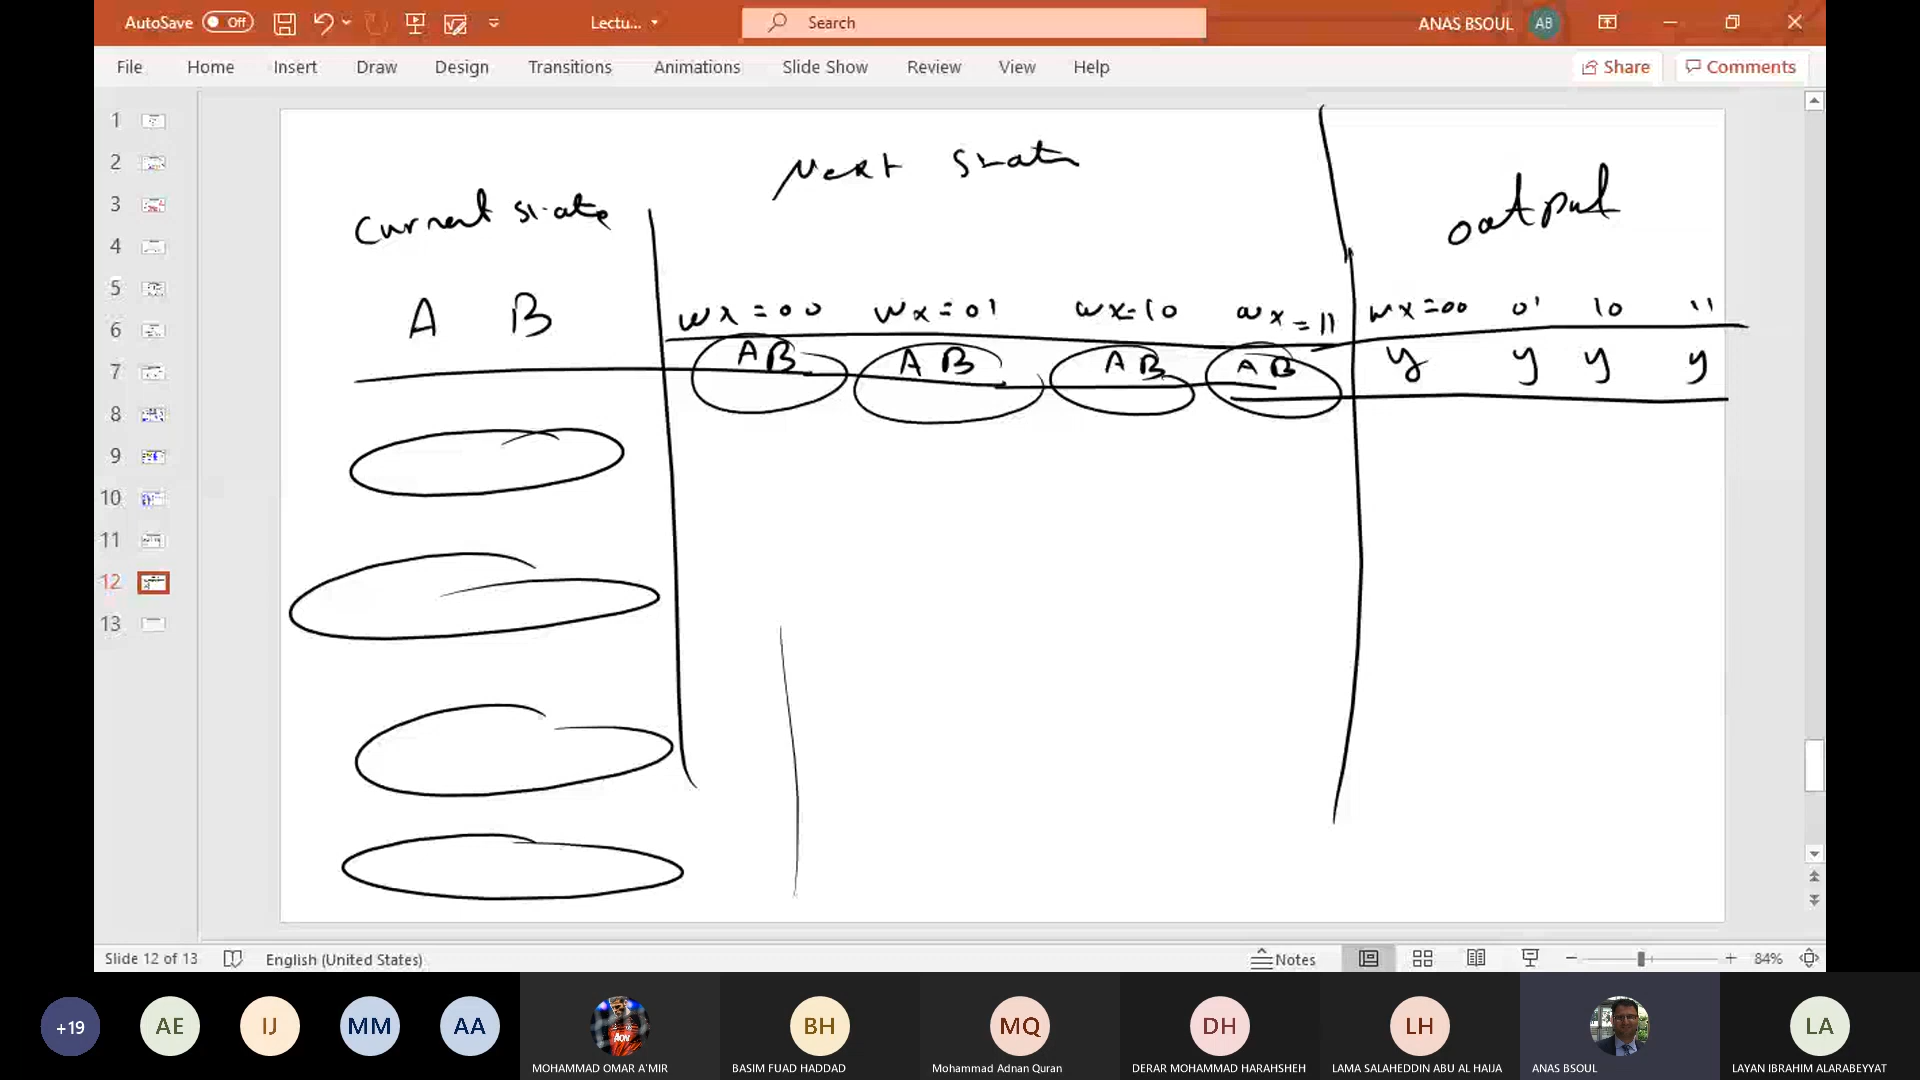 AutoSave Off Lectu... Search ANAS BSOUL AB
File Home Insert Draw Design Transitions Animations Slide Show Review View Help Share Comments
1
2
3
4
5
6
7
8
9
10
11
12
13
Next State
Current state
output
A B
wx=00 wx=01 wx=10 wx=11 wx=00 01 10 11
AB AB AB AB y y y y
Slide 12 of 13 English (United States) Notes 84%
+19 AE IJ MM AA BH MQ DH LH LA
MOHAMMAD OMAR A'MIR BASIM FUAD HADDAD Mohammad Adnan Quran DERAR MOHAMMAD HARAHSHEH LAMA SALAHEDDIN ABU AL HAIJA ANAS BSOUL LAYAN IBRAHIM ALARABEYYAT